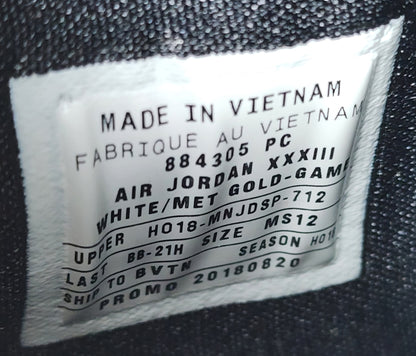 MADE IN VIETNAM
FABRIQUE AU VIETNAM
884305 PC
AIR JORDAN XXXIII
WHITE/MET GOLD-GAME
UPPER HO18-MNJDSP-712
LAST BB-21H SIZE MS12
SHIP TO BVTN SEASON HO18
PROMO 20180820